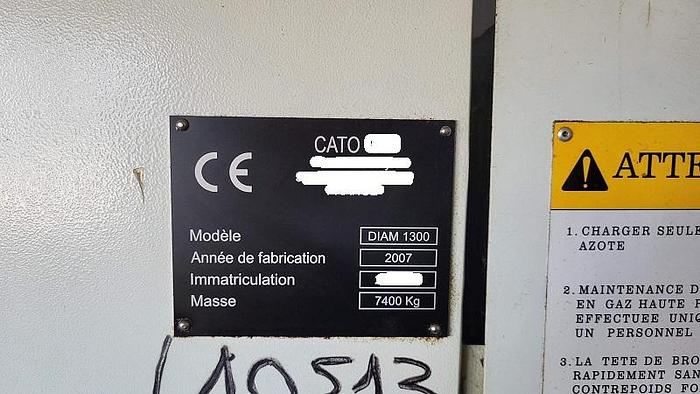 CE
CATO
Modèle DIAM 1300
Année de fabrication 2007
Immatriculation
Masse 7400 Kg
10513
ATTE
1. CHARGER SEULE
AZOTE
2. MAINTENANCE D
EN GAZ HAUTE P
EFFECTUEE UNIQ
UN PERSONNEL
3. LA TETE DE BRO
RAPIDEMENT SAN
CONTREPOIDS FO